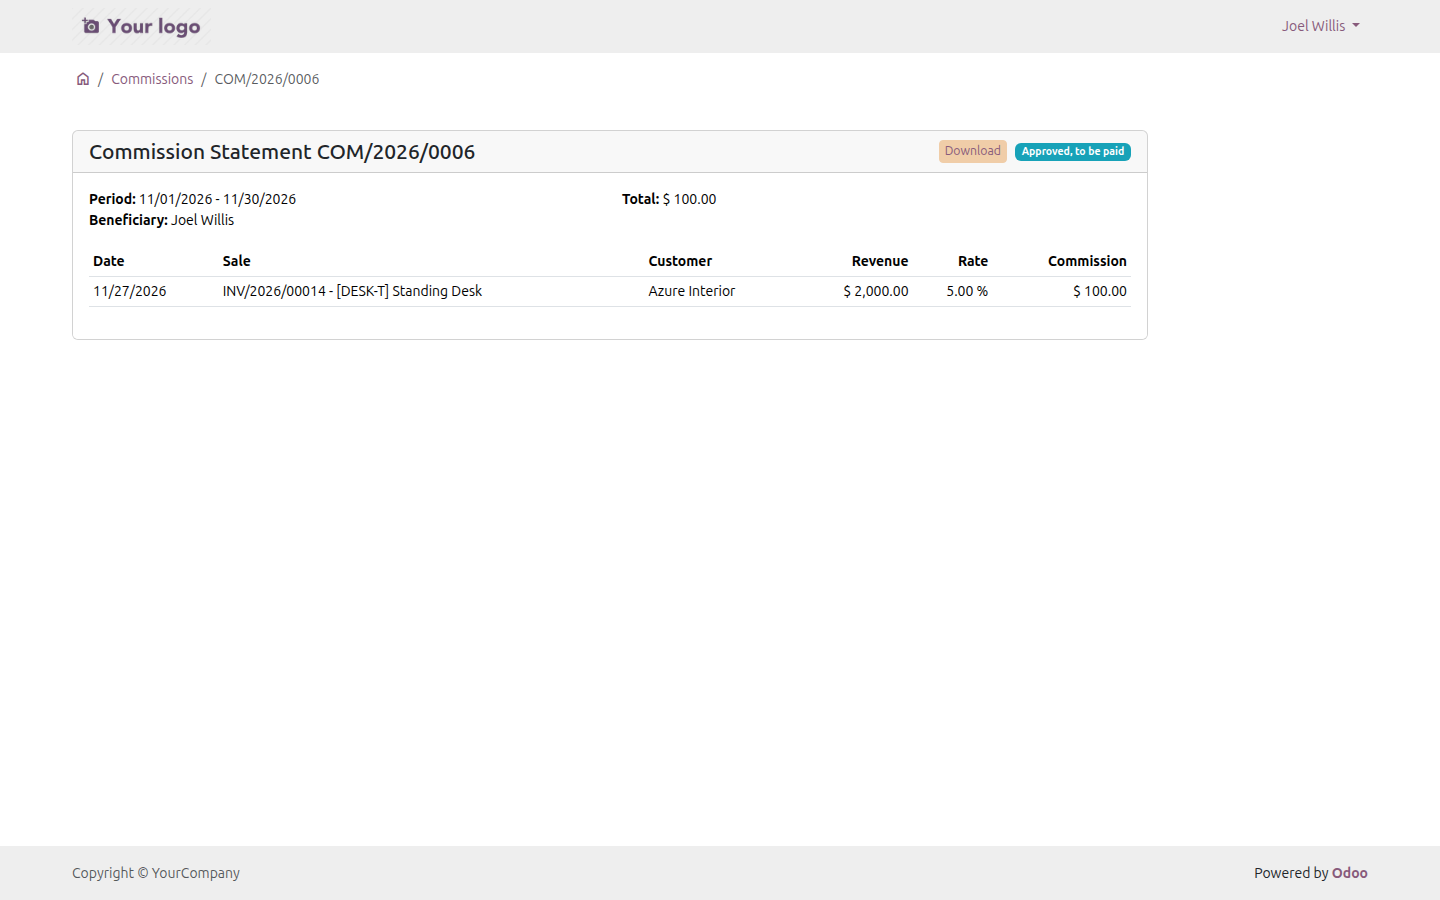 Your logo
Joel Willis
/ Commissions / COM/2026/0006
Commission Statement COM/2026/0006
Download
Approved, to be paid
Period: 11/01/2026 - 11/30/2026
Total: $ 100.00
Beneficiary: Joel Willis
Date Sale Customer Revenue Rate Commission
11/27/2026 INV/2026/00014 - [DESK-T] Standing Desk Azure Interior $ 2,000.00 5.00 % $ 100.00
Copyright © YourCompany
Powered by Odoo